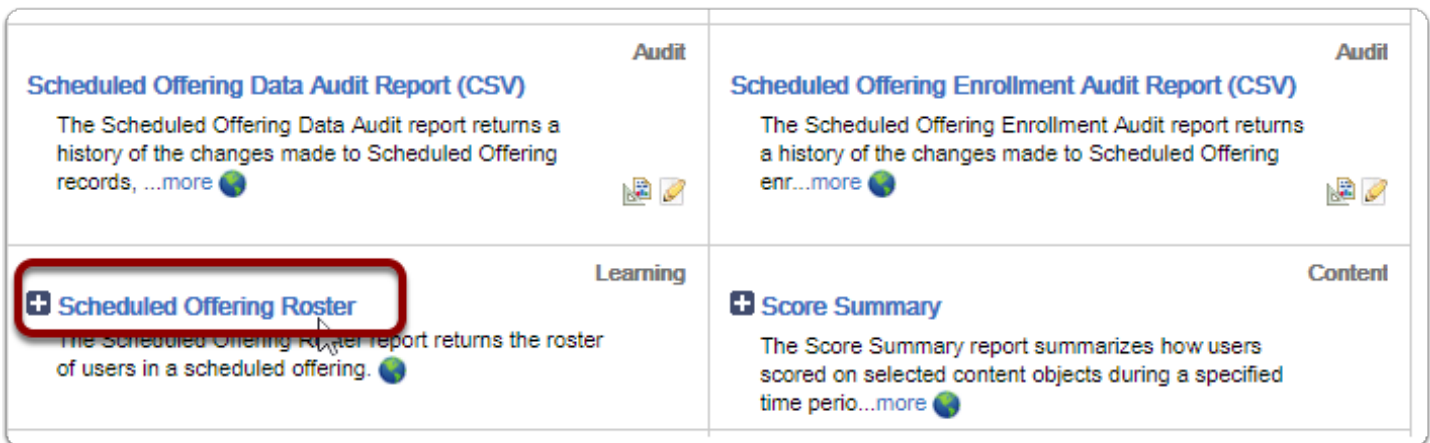 Audit
Scheduled Offering Data Audit Report (CSV)
The Scheduled Offering Data Audit report returns a
history of the changes made to Scheduled Offering
records, ...more
Audit
Scheduled Offering Enrollment Audit Report (CSV)
The Scheduled Offering Enrollment Audit report returns
a history of the changes made to Scheduled Offering
enr...more
Learning
Scheduled Offering Roster
The Scheduled Offering Roster report returns the roster
of users in a scheduled offering.
Content
Score Summary
The Score Summary report summarizes how users
scored on selected content objects during a specified
time perio...more